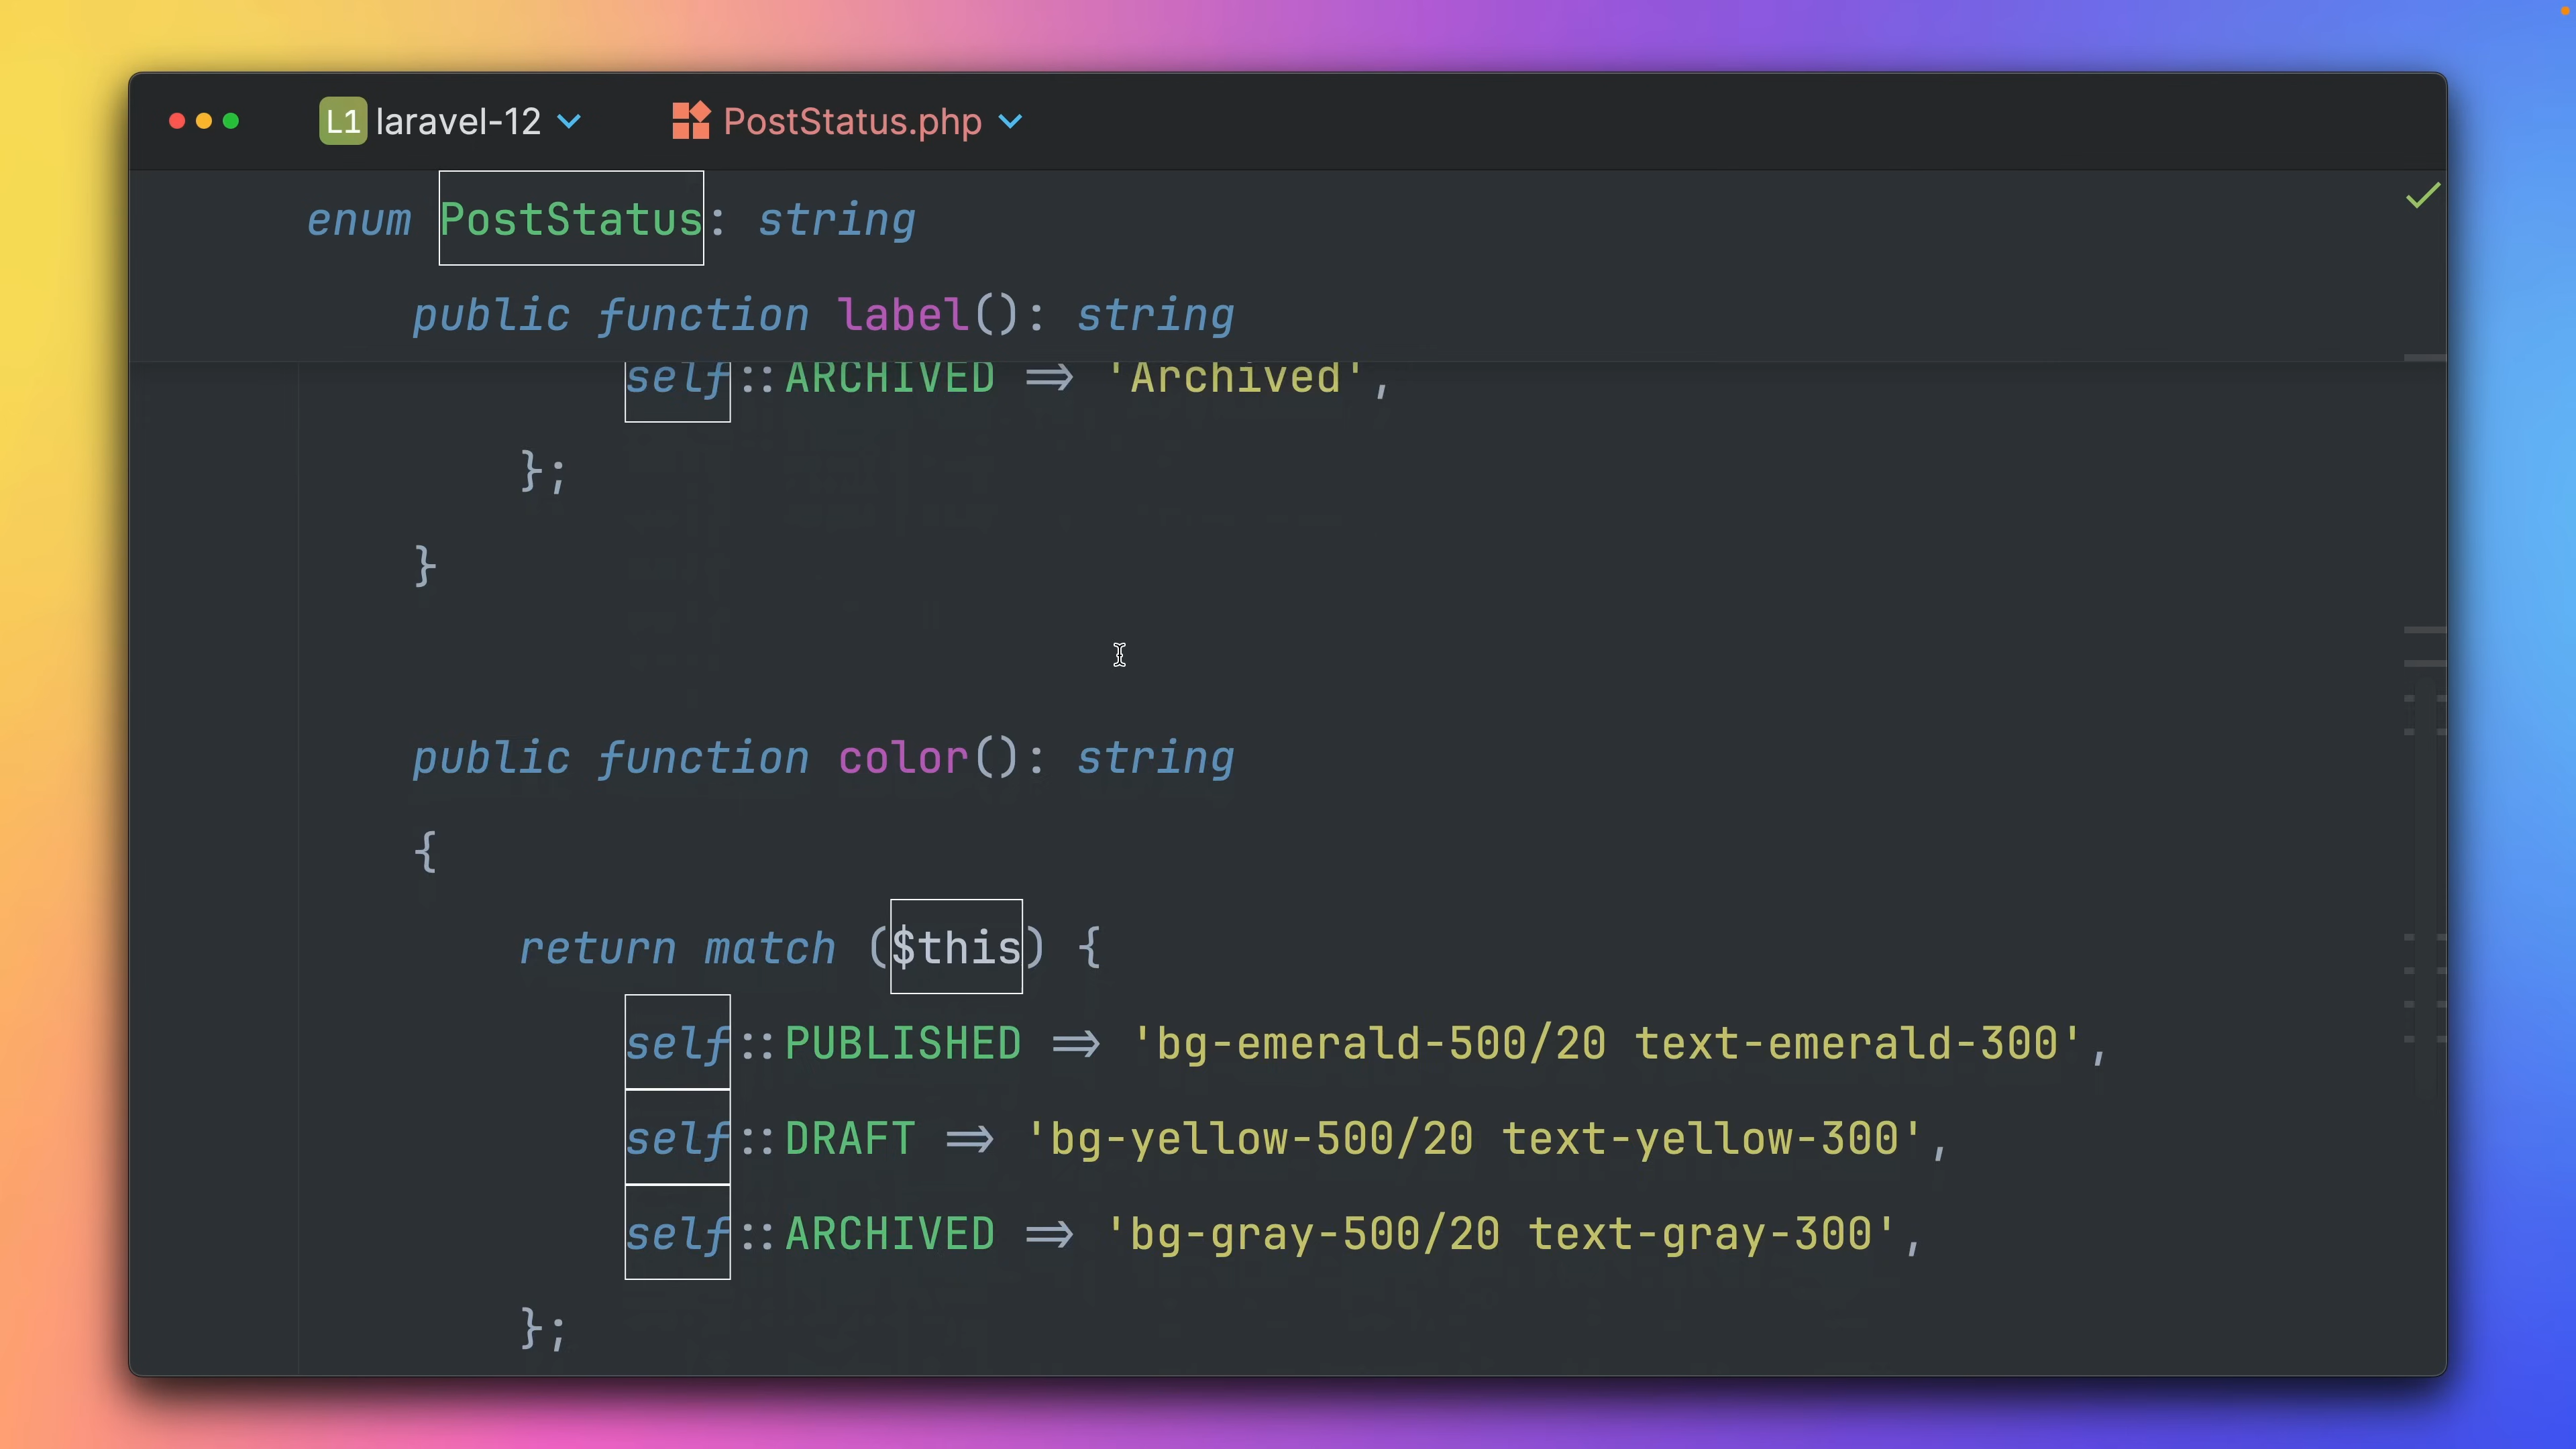 L1 laravel-12 PostStatus.php
enum PostStatus: string
public function label(): string
self::ARCHIVED => 'Archived',
};
}
public function color(): string
{
return match ($this) {
self::PUBLISHED => 'bg-emerald-500/20 text-emerald-300',
self::DRAFT => 'bg-yellow-500/20 text-yellow-300',
self::ARCHIVED => 'bg-gray-500/20 text-gray-300',
};